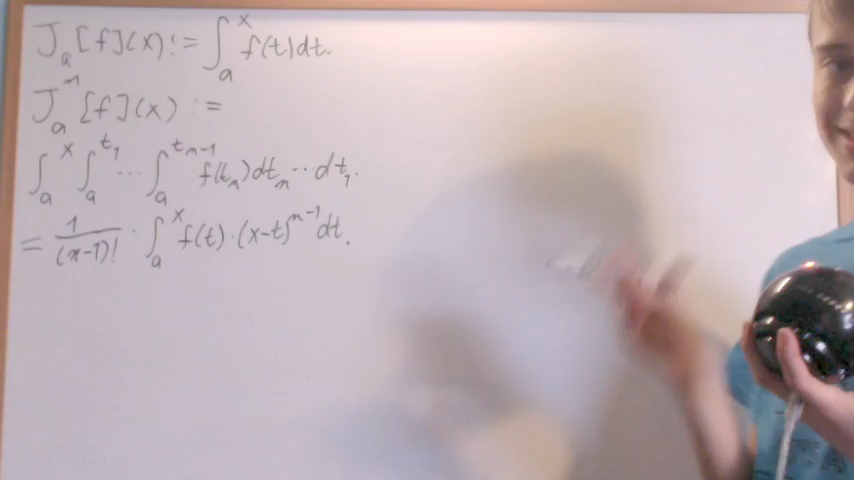 J_a[f](x) := ∫_a^x f(t)dt.
J_a^n[f](x) :=
∫_a^x ∫_a^{t_1} ... ∫_a^{t_{n-1}} f(t_n)dt_n ... dt_1.
= 1/(n-1)! · ∫_a^x f(t)·(x-t)^{n-1} dt.